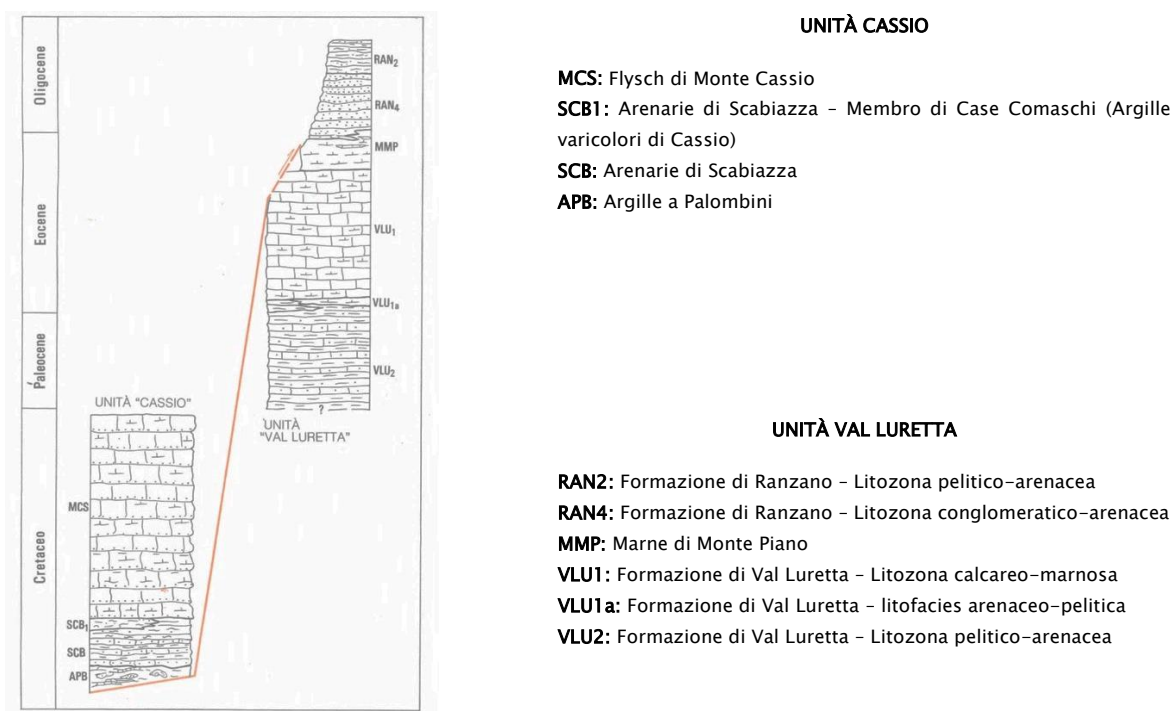 Oligocene
Eocene
Paleocene
Cretaceo
RAN2
RAN4
MMP
VLU1
VLU1a
VLU2
?
UNITÀ "CASSIO"
UNITÀ
"VAL LURETTA"
MCS
SCB1
SCB
APB
UNITÀ CASSIO
MCS: Flysch di Monte Cassio
SCB1: Arenarie di Scabiazza – Membro di Case Comaschi (Argille
varicolori di Cassio)
SCB: Arenarie di Scabiazza
APB: Argille a Palombini
UNITÀ VAL LURETTA
RAN2: Formazione di Ranzano – Litozona pelitico-arenacea
RAN4: Formazione di Ranzano – Litozona conglomeratico-arenacea
MMP: Marne di Monte Piano
VLU1: Formazione di Val Luretta – Litozona calcareo-marnosa
VLU1a: Formazione di Val Luretta – litofacies arenaceo-pelitica
VLU2: Formazione di Val Luretta – Litozona pelitico-arenacea